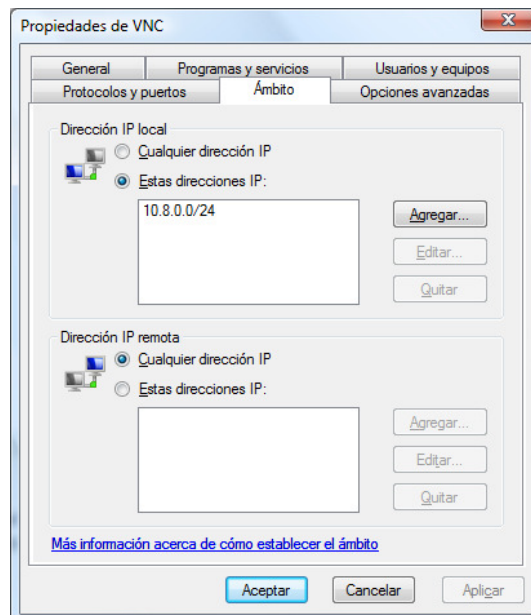 Propiedades de VNC
General
Programas y servicios
Usuarios y equipos
Protocolos y puertos
Ámbito
Opciones avanzadas
Dirección IP local
Cualquier dirección IP
Estas direcciones IP:
10.8.0.0/24
Agregar...
Editar...
Quitar
Dirección IP remota
Cualquier dirección IP
Estas direcciones IP:
Agregar...
Editar...
Quitar
Más información acerca de cómo establecer el ámbito
Aceptar
Cancelar
Aplicar